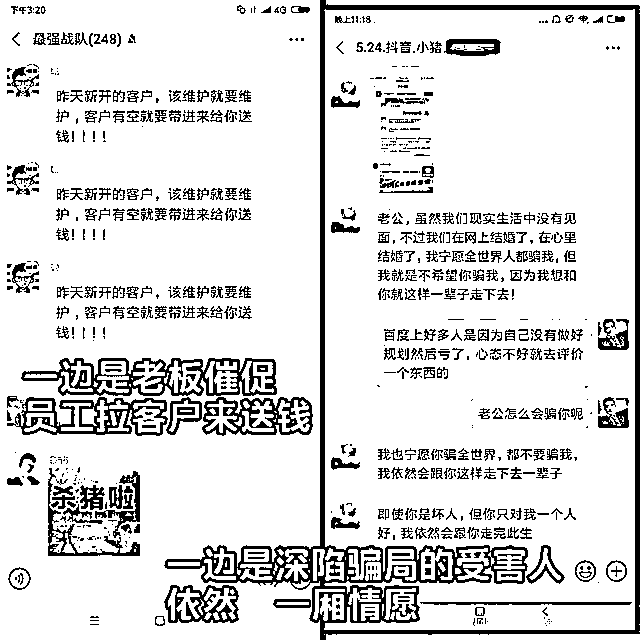 下午3:20
4G
最强战队(248)
昨天新开的客户，该维护就要维
护，客户有空就要带进来给你送
钱！！！！
昨天新开的客户，该维护就要维
护，客户有空就要带进来给你送
钱！！！！
昨天新开的客户，该维护就要维
护，客户有空就要带进来给你送
钱！！！！
一边是老板催促
员工拉客户来送钱
杀猪啦
晚上11:18
5.24.抖音.小猪.
老公，虽然我们现实生活中没有见
面，不过我们在网上结婚了，在心里
结婚了，我宁愿全世界人都骗我，但
我就是不希望你骗我，因为我想和
你就这样一辈子走下去！
百度上好多人是因为自己没有做好
规划然后亏了，心态不好就去评价
一个东西的
老公怎么会骗你呢
我也宁愿你骗全世界，都不要骗我，
我依然会跟你这样走下去一辈子
即使你是坏人，但你只对我一个人
好，我依然会跟你走完此生
一边是深陷骗局的受害人
依然 一厢情愿